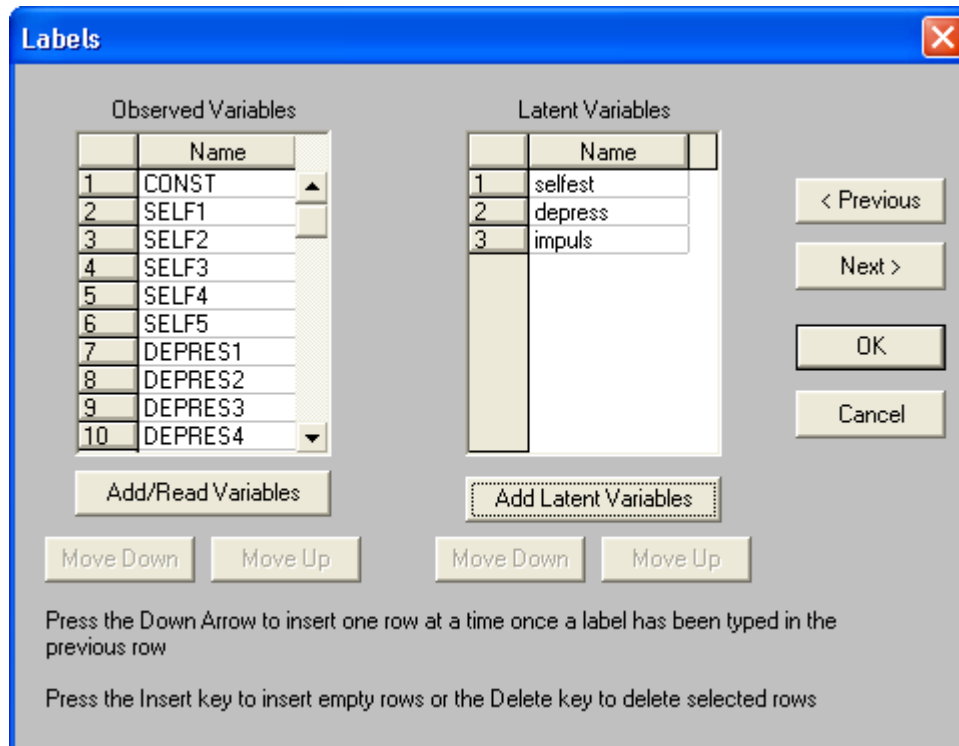 Labels
Observed Variables
Name
1 CONST
2 SELF1
3 SELF2
4 SELF3
5 SELF4
6 SELF5
7 DEPRES1
8 DEPRES2
9 DEPRES3
10 DEPRES4
Add/Read Variables
Move Down Move Up
Latent Variables
Name
1 selfest
2 depress
3 impuls
Add Latent Variables
Move Down Move Up
< Previous
Next >
OK
Cancel
Press the Down Arrow to insert one row at a time once a label has been typed in the
previous row
Press the Insert key to insert empty rows or the Delete key to delete selected rows